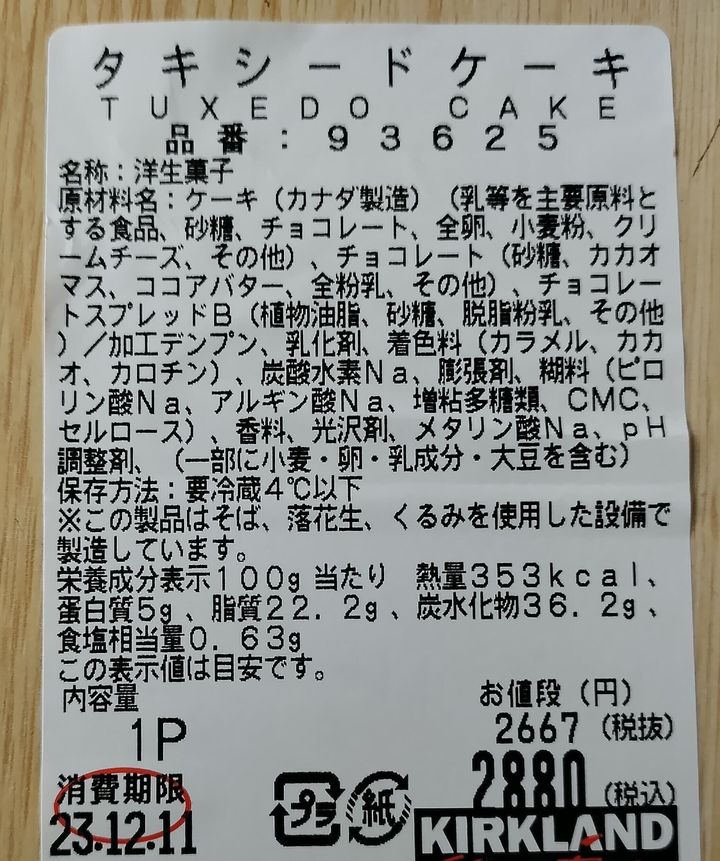 タキシードケーキ
TUXEDO CAKE
品番：93625
名称：洋生菓子
原材料名：ケーキ（カナダ製造）（乳等を主要原料と
する食品、砂糖、チョコレート、全卵、小麦粉、クリ
ームチーズ、その他）、チョコレート（砂糖、カカオ
マス、ココアバター、全粉乳、その他）、チョコレー
トスプレッドB（植物油脂、砂糖、脱脂粉乳、その他
）／加工デンプン、乳化剤、着色料（カラメル、カカ
オ、カロチン）、炭酸水素Na、膨張剤、糊料（ピロ
リン酸Na、アルギン酸Na、増粘多糖類、CMC、
セルロース）、香料、光沢剤、メタリン酸Na、pH
調整剤、（一部に小麦・卵・乳成分・大豆を含む）
保存方法：要冷蔵4℃以下
※この製品はそば、落花生、くるみを使用した設備で
製造しています。
栄養成分表示100g当たり 熱量353kcal、
蛋白質5g、脂質22.2g、炭水化物36.2g、
食塩相当量0.63g
この表示値は目安です。
内容量 お値段（円）
1P 2667（税抜）
消費期限 2880（税込）
23.12.11 プラ 紙
KIRKLAND